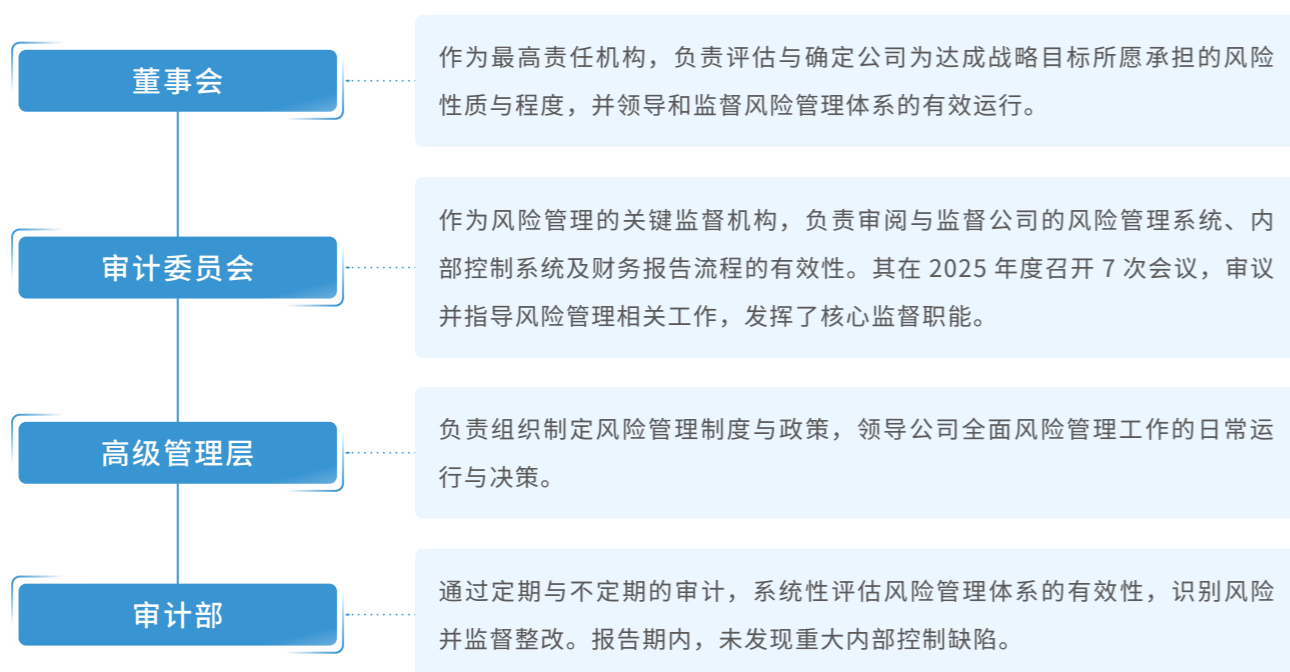 董事会
作为最高责任机构，负责评估与确定公司为达成战略目标所愿承担的风险
性质与程度，并领导和监督风险管理体系的有效运行。
审计委员会
作为风险管理的关键监督机构，负责审阅与监督公司的风险管理系统、内
部控制系统及财务报告流程的有效性。其在 2025 年度召开 7 次会议，审议
并指导风险管理相关工作，发挥了核心监督职能。
高级管理层
负责组织制定风险管理制度与政策，领导公司全面风险管理工作的日常运
行与决策。
审计部
通过定期与不定期的审计，系统性评估风险管理体系的有效性，识别风险
并监督整改。报告期内，未发现重大内部控制缺陷。